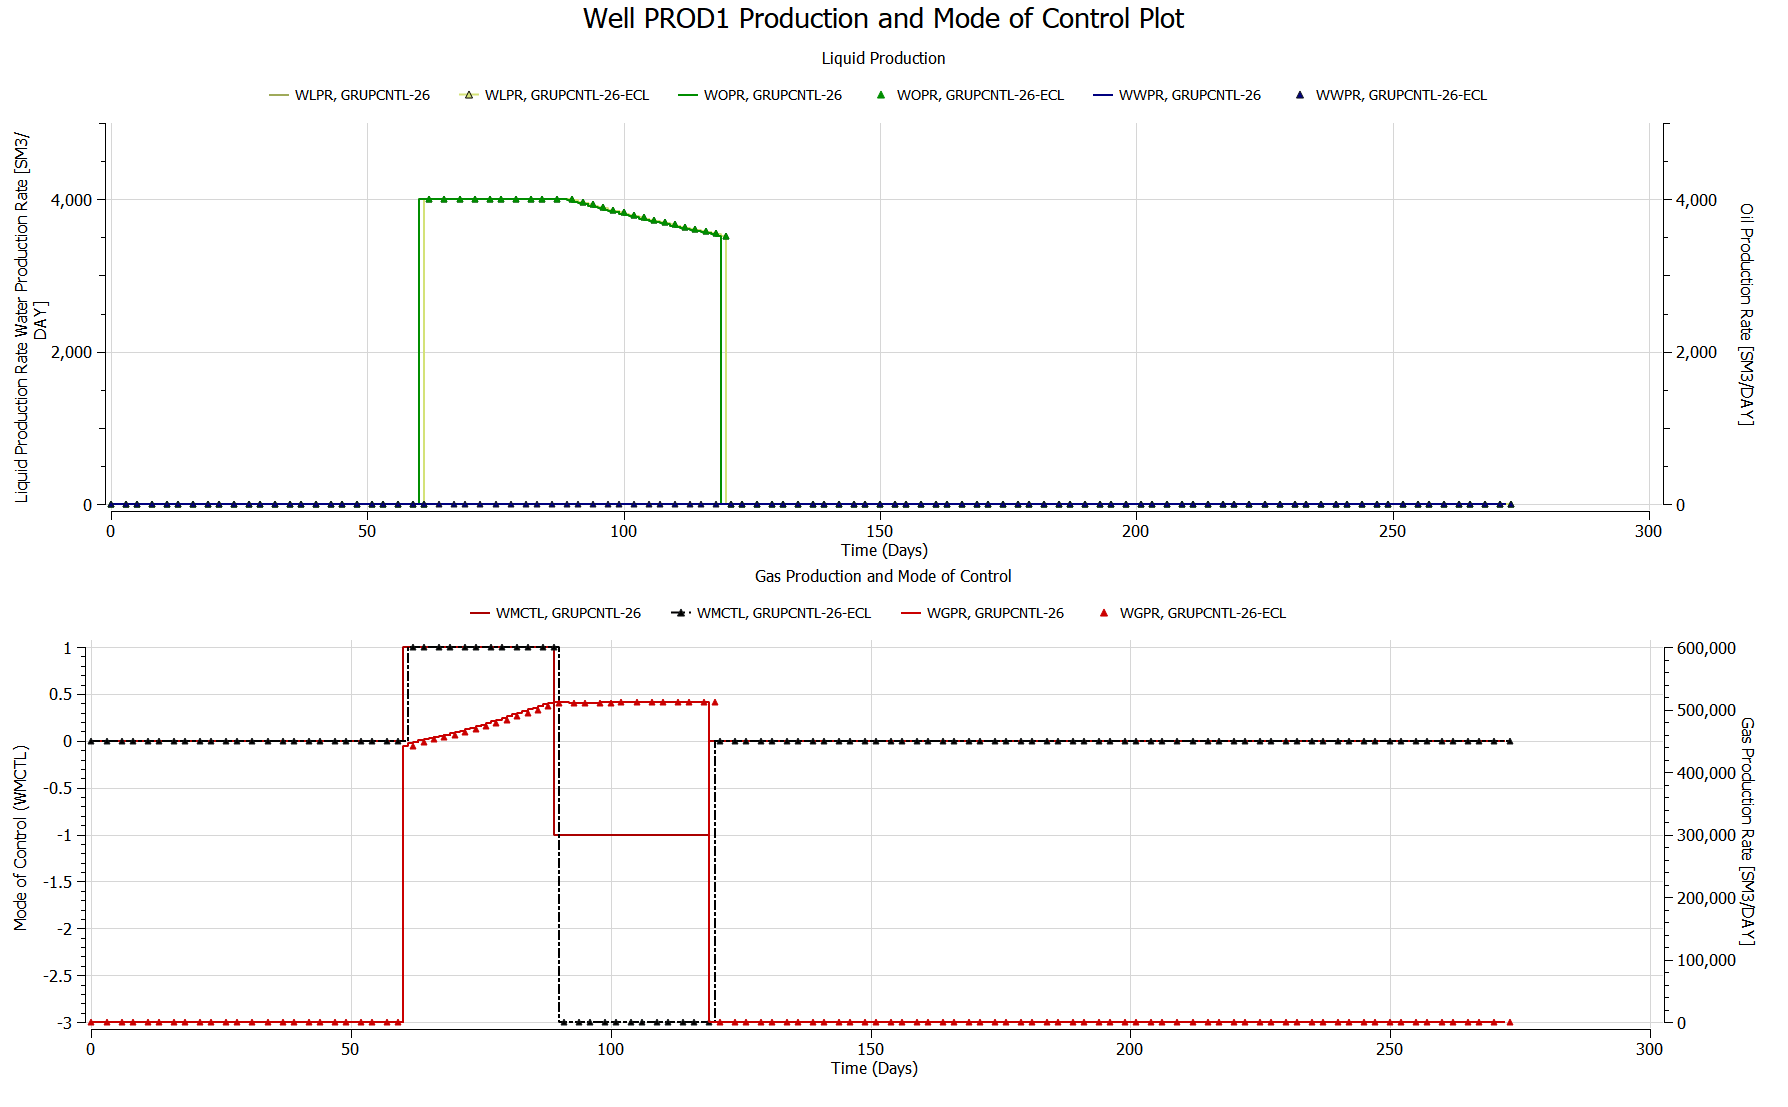 Well PROD1 Production and Mode of Control Plot
Liquid Production
WLPR, GRUPCNTL-26 WLPR, GRUPCNTL-26-ECL WOPR, GRUPCNTL-26 WOPR, GRUPCNTL-26-ECL WWPR, GRUPCNTL-26 WWPR, GRUPCNTL-26-ECL
Liquid Production Rate Water Production Rate [SM3/
DAY]
4,000
2,000
0
4,000
2,000
0
Oil Production Rate [SM3/DAY]
0 50 100 150 200 250 300
Time (Days)
Gas Production and Mode of Control
WMCTL, GRUPCNTL-26 WMCTL, GRUPCNTL-26-ECL WGPR, GRUPCNTL-26 WGPR, GRUPCNTL-26-ECL
Mode of Control (WMCTL)
1
0.5
0
-0.5
-1
-1.5
-2
-2.5
-3
600,000
500,000
400,000
300,000
200,000
100,000
0
Gas Production Rate [SM3/DAY]
0 50 100 150 200 250 300
Time (Days)